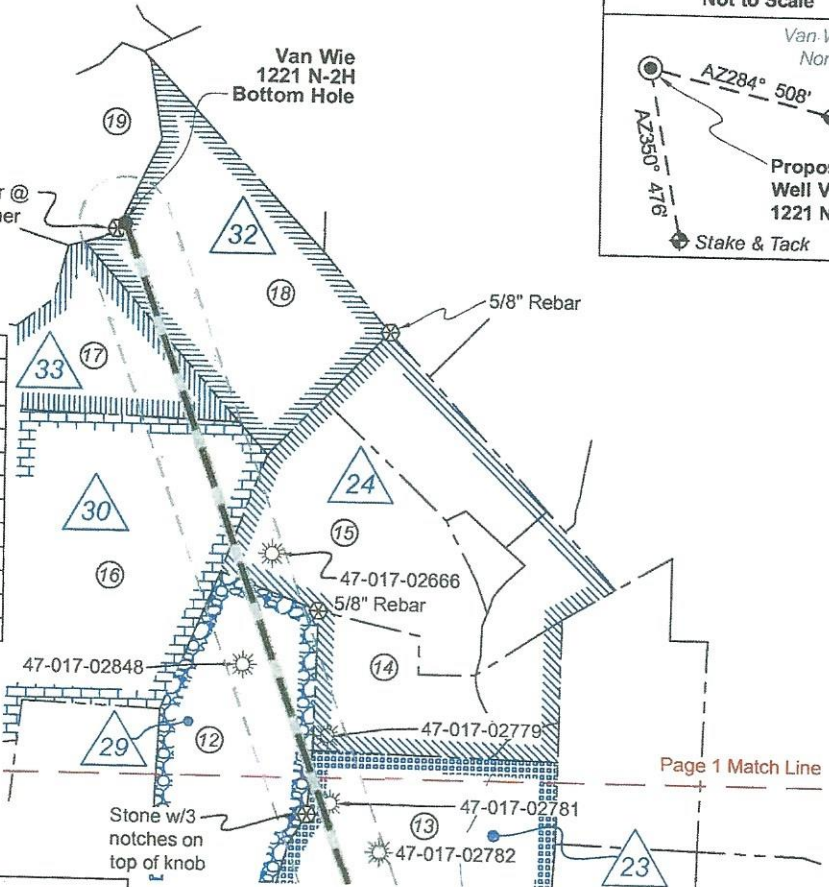 Not to Scale
Van Wie
1221 N-2H
Bottom Hole
19
AZ284° 508'
AZ350° 476'
Stake & Tack
32
18
5/8" Rebar
17
33
24
30
15
16
47-017-02666
5/8" Rebar
47-017-02848
14
47-017-02779
29
12
Page 1 Match Line
Stone w/3
notches on
top of knob
47-017-02781
13
47-017-02782
23
Well
1221
@